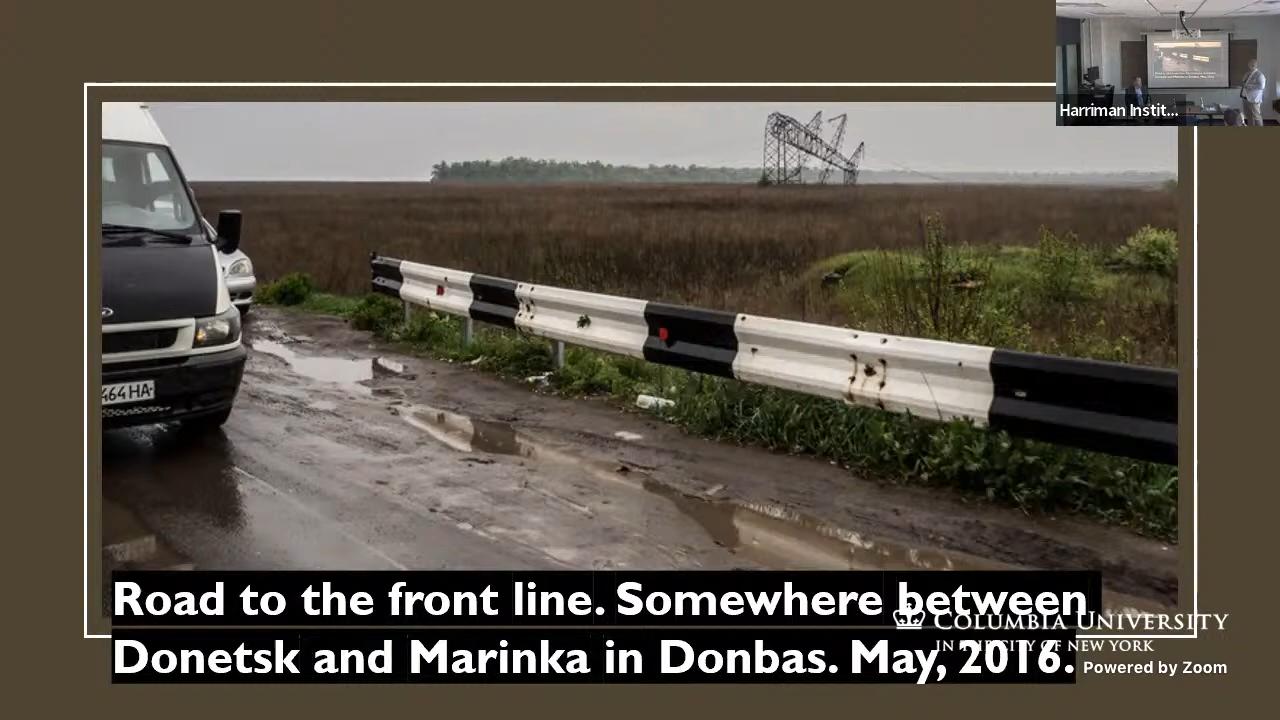 Harriman Instit...
464 HA
Road to the front line. Somewhere between
Donetsk and Marinka in Donbas. May, 2016.
COLUMBIA UNIVERSITY
IN THE CITY OF NEW YORK
Powered by Zoom